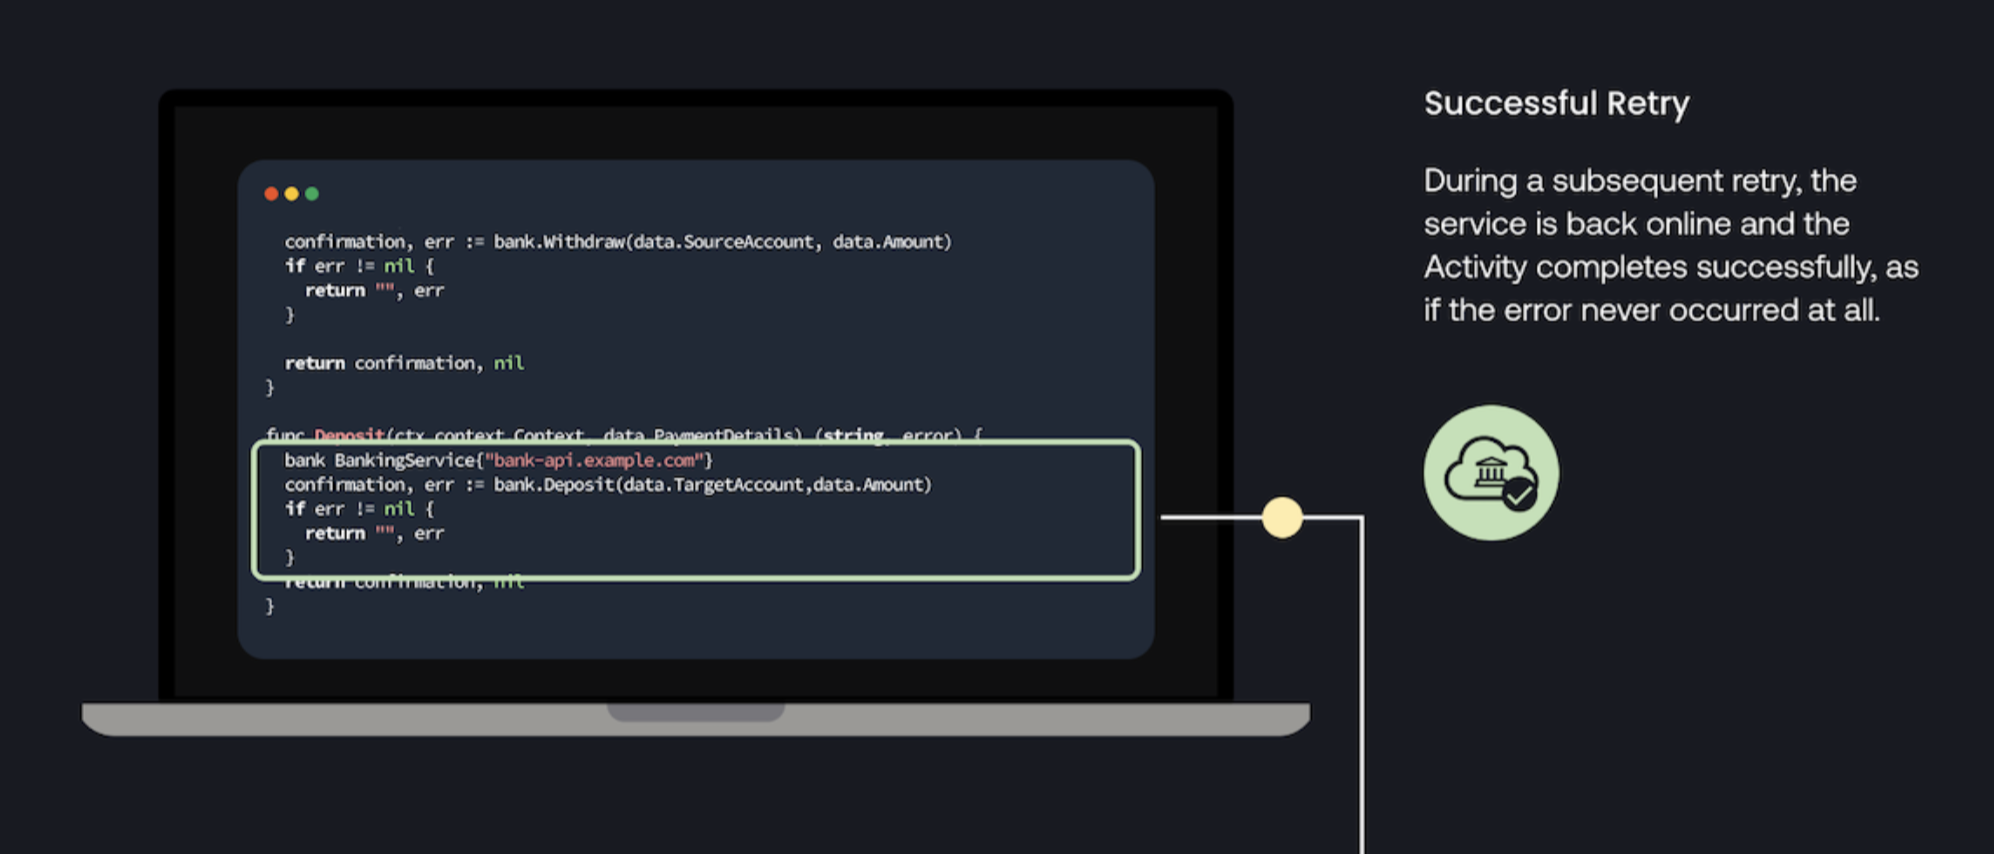 confirmation, err := bank.Withdraw(data.SourceAccount, data.Amount)
if err != nil {
return "", err
}
return confirmation, nil
}
func Deposit(ctx context.Context, data PaymentDetails) (string, error) {
bank BankingService{"bank-api.example.com"}
confirmation, err := bank.Deposit(data.TargetAccount,data.Amount)
if err != nil {
return "", err
}
return confirmation, nil
}
Successful Retry
During a subsequent retry, the
service is back online and the
Activity completes successfully, as
if the error never occurred at all.